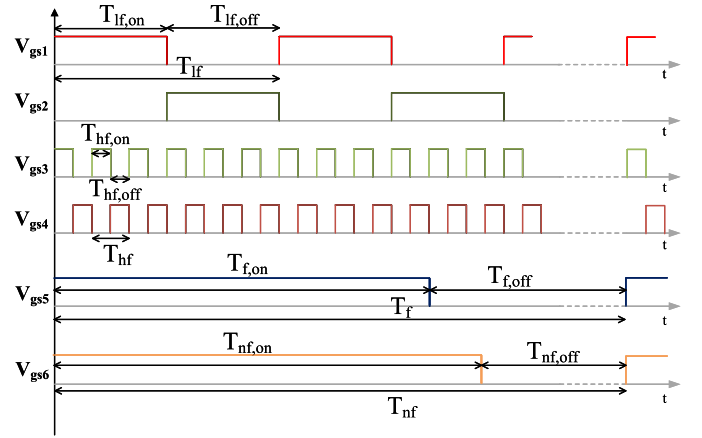 T_lf,on T_lf,off
V_gs1
T_lf
t
V_gs2
t
T_hf,on
V_gs3
t
T_hf,off
V_gs4
T_hf
t
T_f,on T_f,off
V_gs5
T_f
t
T_nf,on T_nf,off
V_gs6
t
T_nf